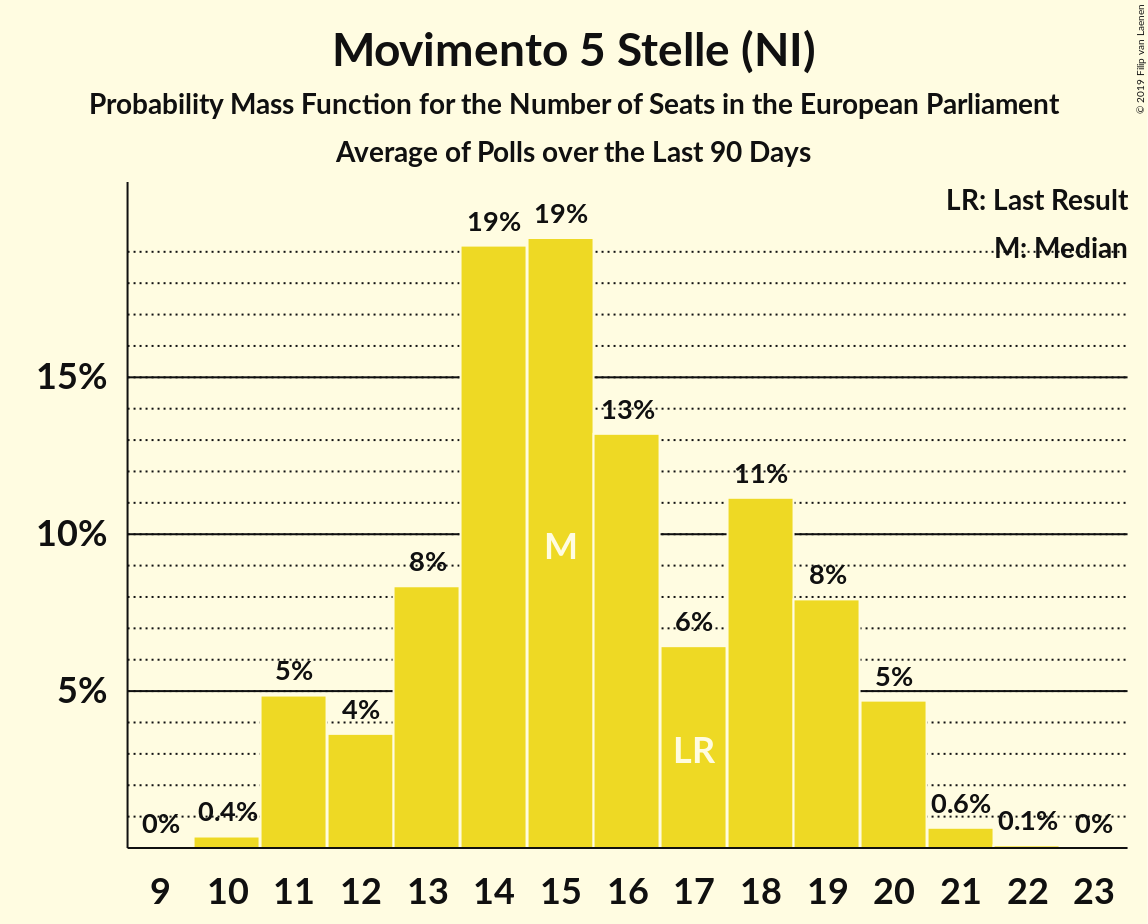 Movimento 5 Stelle (NI)
Probability Mass Function for the Number of Seats in the European Parliament
Average of Polls over the Last 90 Days
© 2019 Filip van Laenen
LR: Last Result
M: Median
15%
10%
5%
0%
0.4%
5%
4%
8%
19%
19%
13%
6%
11%
8%
5%
0.6%
0.1%
0%
M
LR
9 10 11 12 13 14 15 16 17 18 19 20 21 22 23